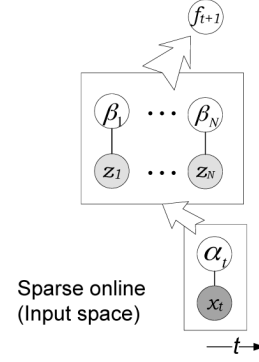 f_{t+1}
β_1 ... β_N
z_1 ... z_N
α_t
x_t
Sparse online
(Input space)
t